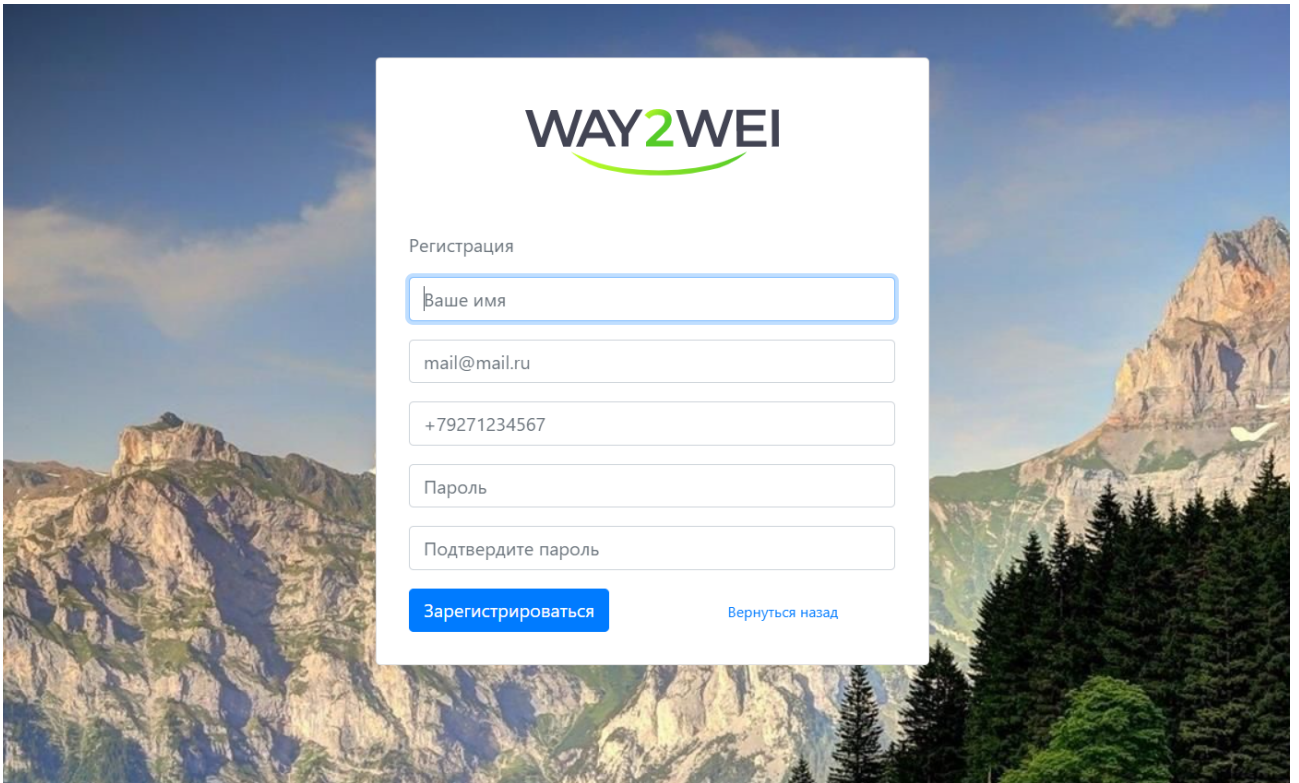 WAY2WEI
Регистрация
Ваше имя
mail@mail.ru
+79271234567
Пароль
Подтвердите пароль
Зарегистрироваться
Вернуться назад